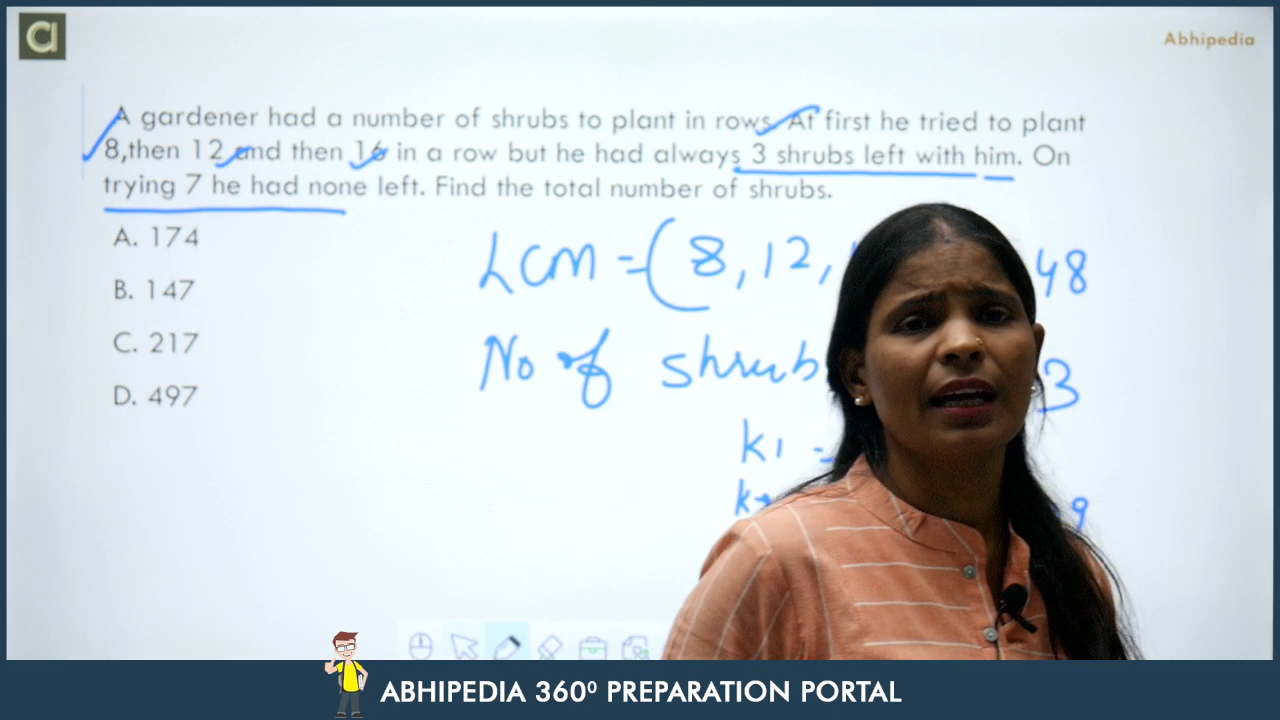 Abhipedia
A gardener had a number of shrubs to plant in rows. At first he tried to plant
8,then 12 and then 16 in a row but he had always 3 shrubs left with him. On
trying 7 he had none left. Find the total number of shrubs.
A. 174
B. 147
C. 217
D. 497
LCM = (8, 12, 48
No of shrubs 3
k1 =
9
ABHIPEDIA 360⁰ PREPARATION PORTAL